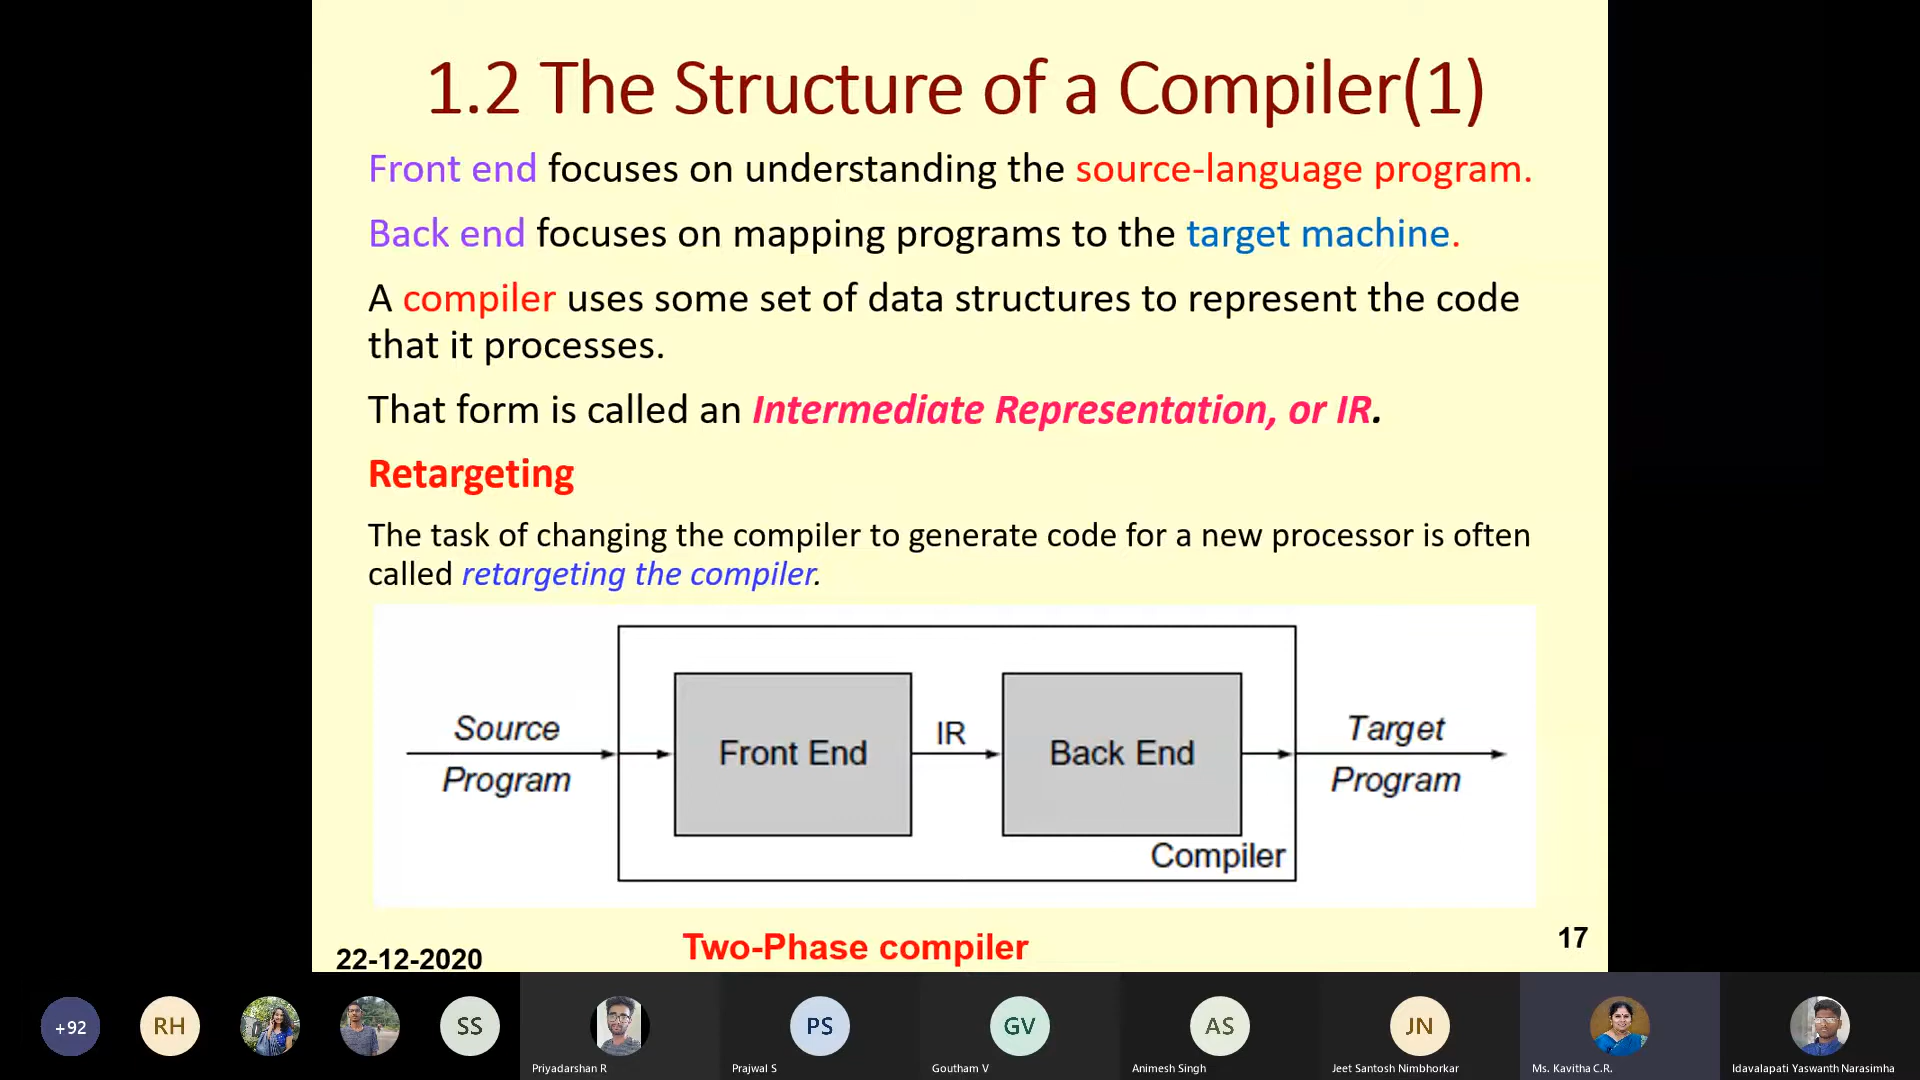 1.2 The Structure of a Compiler(1)
Front end focuses on understanding the source-language program.
Back end focuses on mapping programs to the target machine.
A compiler uses some set of data structures to represent the code
that it processes.
That form is called an Intermediate Representation, or IR.
Retargeting
The task of changing the compiler to generate code for a new processor is often
called retargeting the compiler.
Source
Program
Front End
IR
Back End
Target
Program
Compiler
22-12-2020
Two-Phase compiler
17
+92
RH
SS
Priyadarshan R
PS
Prajwal S
GV
Goutham V
AS
Animesh Singh
JN
Jeet Santosh Nimbhorkar
Ms. Kavitha C.R.
Idavalapati Yaswanth Narasimha